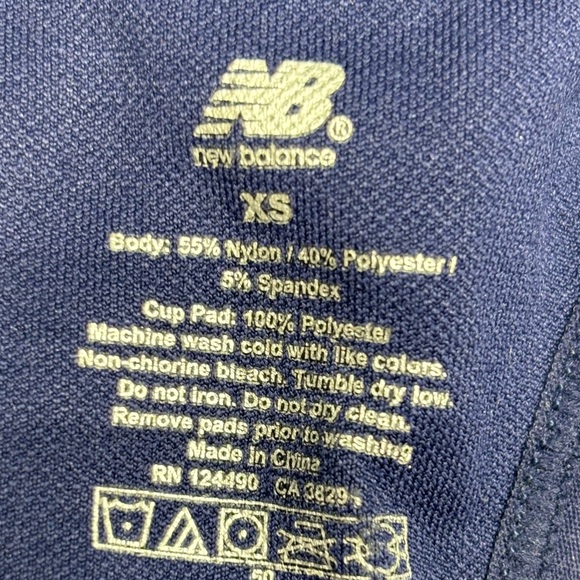 NB®
new balance
XS
Body: 55% Nylon / 40% Polyester /
5% Spandex
Cup Pad: 100% Polyester
Machine wash cold with like colors.
Non-chlorine bleach. Tumble dry low.
Do not iron. Do not dry clean.
Remove pads prior to washing
Made in China
RN 124490 CA